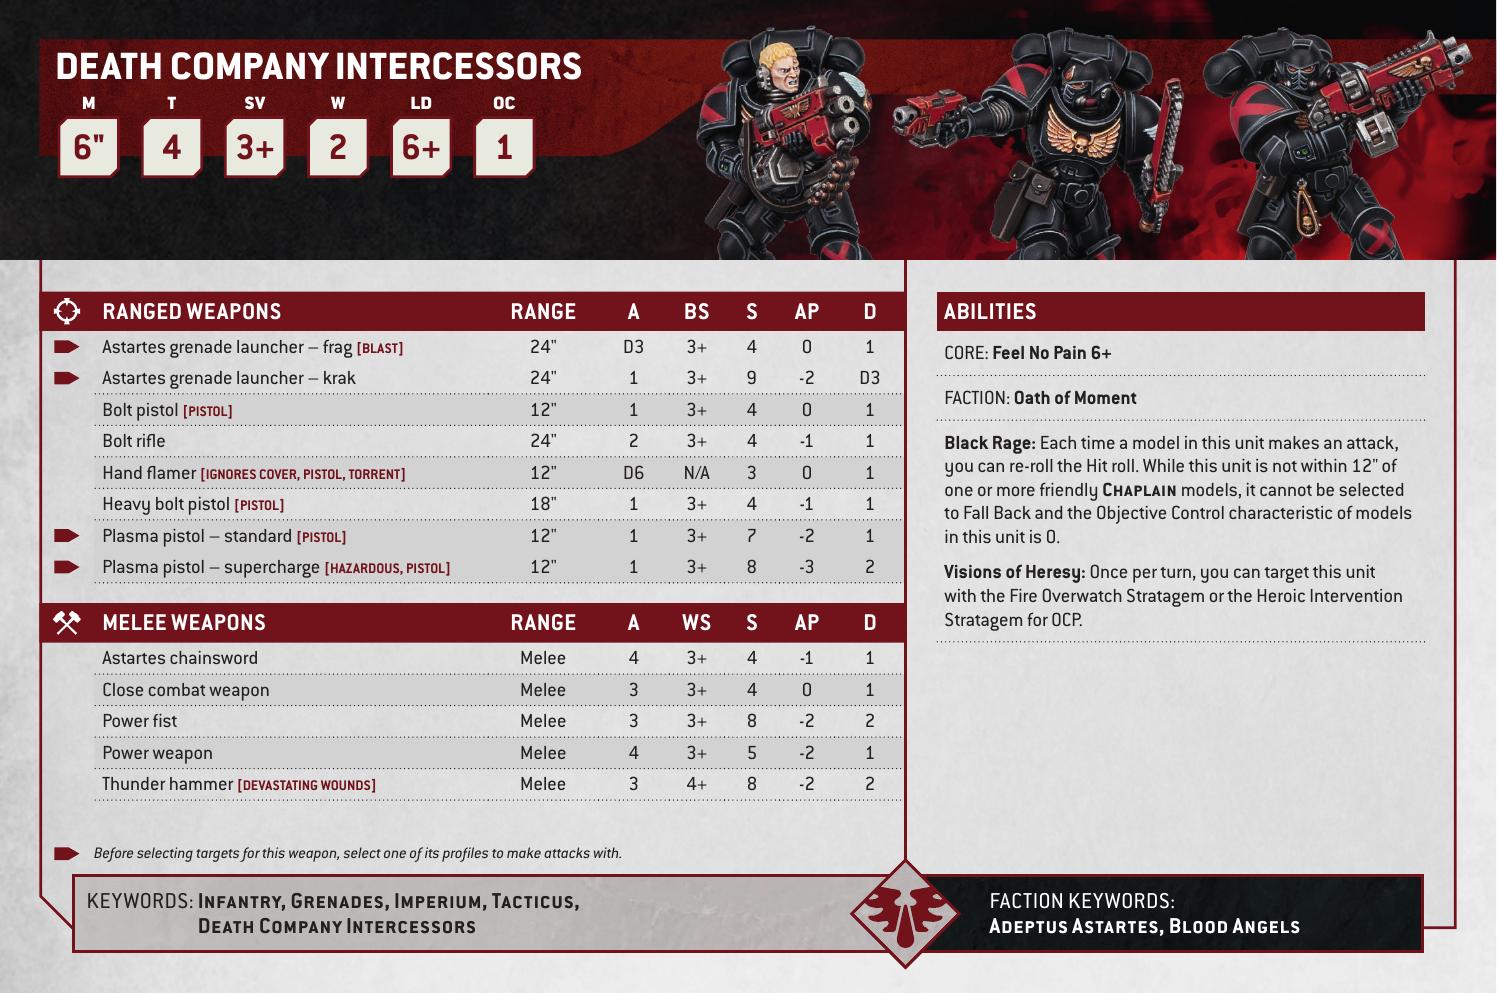 DEATH COMPANY INTERCESSORS
M T SV W LD OC
6" 4 3+ 2 6+ 1
RANGED WEAPONS RANGE A BS S AP D
Astartes grenade launcher – frag [BLAST] 24" D3 3+ 4 0 1
Astartes grenade launcher – krak 24" 1 3+ 9 -2 D3
Bolt pistol [PISTOL] 12" 1 3+ 4 0 1
Bolt rifle 24" 2 3+ 4 -1 1
Hand flamer [IGNORES COVER, PISTOL, TORRENT] 12" D6 N/A 3 0 1
Heavy bolt pistol [PISTOL] 18" 1 3+ 4 -1 1
Plasma pistol – standard [PISTOL] 12" 1 3+ 7 -2 1
Plasma pistol – supercharge [HAZARDOUS, PISTOL] 12" 1 3+ 8 -3 2
MELEE WEAPONS RANGE A WS S AP D
Astartes chainsword Melee 4 3+ 4 -1 1
Close combat weapon Melee 3 3+ 4 0 1
Power fist Melee 3 3+ 8 -2 2
Power weapon Melee 4 3+ 5 -2 1
Thunder hammer [DEVASTATING WOUNDS] Melee 3 4+ 8 -2 2
Before selecting targets for this weapon, select one of its profiles to make attacks with.
ABILITIES
CORE: Feel No Pain 6+
FACTION: Oath of Moment
Black Rage: Each time a model in this unit makes an attack,
you can re-roll the Hit roll. While this unit is not within 12" of
one or more friendly CHAPLAIN models, it cannot be selected
to Fall Back and the Objective Control characteristic of models
in this unit is 0.
Visions of Heresy: Once per turn, you can target this unit
with the Fire Overwatch Stratagem or the Heroic Intervention
Stratagem for 0CP.
KEYWORDS: INFANTRY, GRENADES, IMPERIUM, TACTICUS,
DEATH COMPANY INTERCESSORS
FACTION KEYWORDS:
ADEPTUS ASTARTES, BLOOD ANGELS